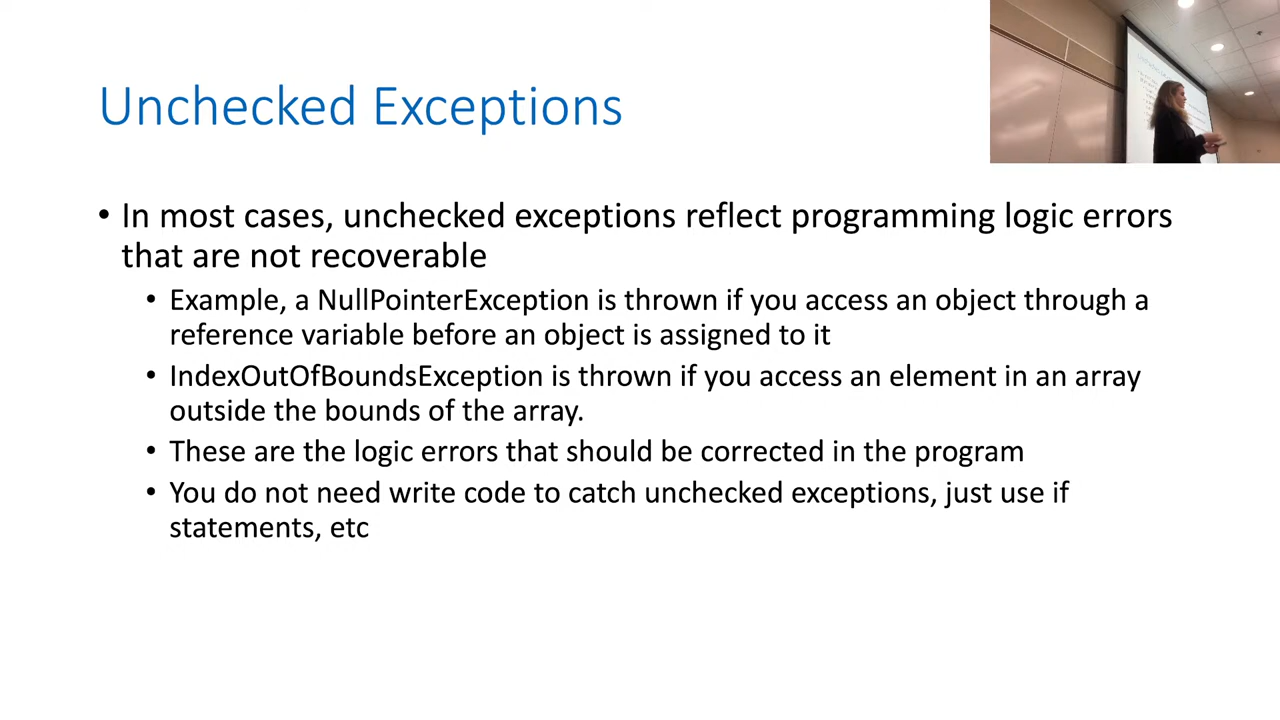 Unchecked Exceptions
• In most cases, unchecked exceptions reflect programming logic errors
that are not recoverable
• Example, a NullPointerException is thrown if you access an object through a
reference variable before an object is assigned to it
• IndexOutOfBoundsException is thrown if you access an element in an array
outside the bounds of the array.
• These are the logic errors that should be corrected in the program
• You do not need write code to catch unchecked exceptions, just use if
statements, etc